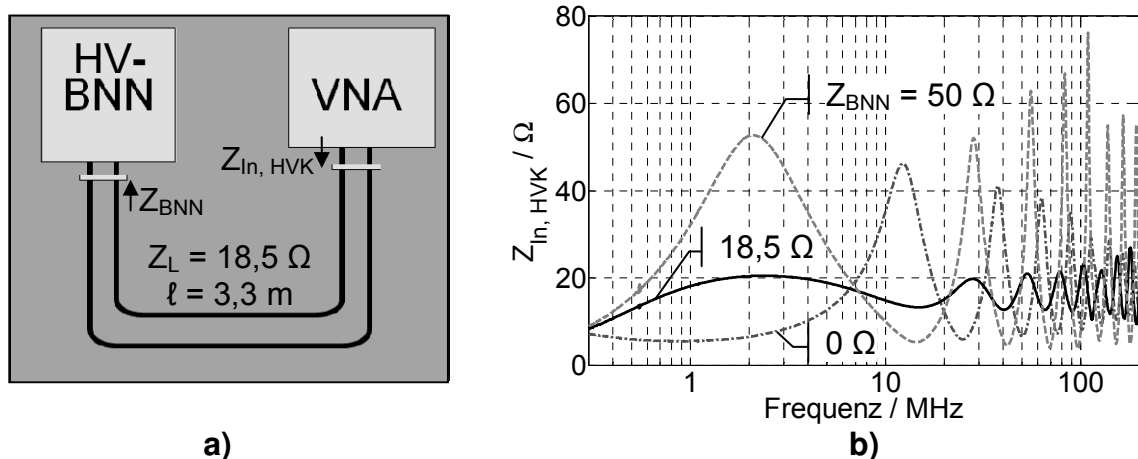 HV-
BNN
VNA
Z_In, HVK
Z_BNN
Z_L = 18,5 Ω
ℓ = 3,3 m
a)
Z_In, HVK / Ω
80
60
40
20
0
Z_BNN = 50 Ω
18,5 Ω
0 Ω
1
10
100
Frequenz / MHz
b)